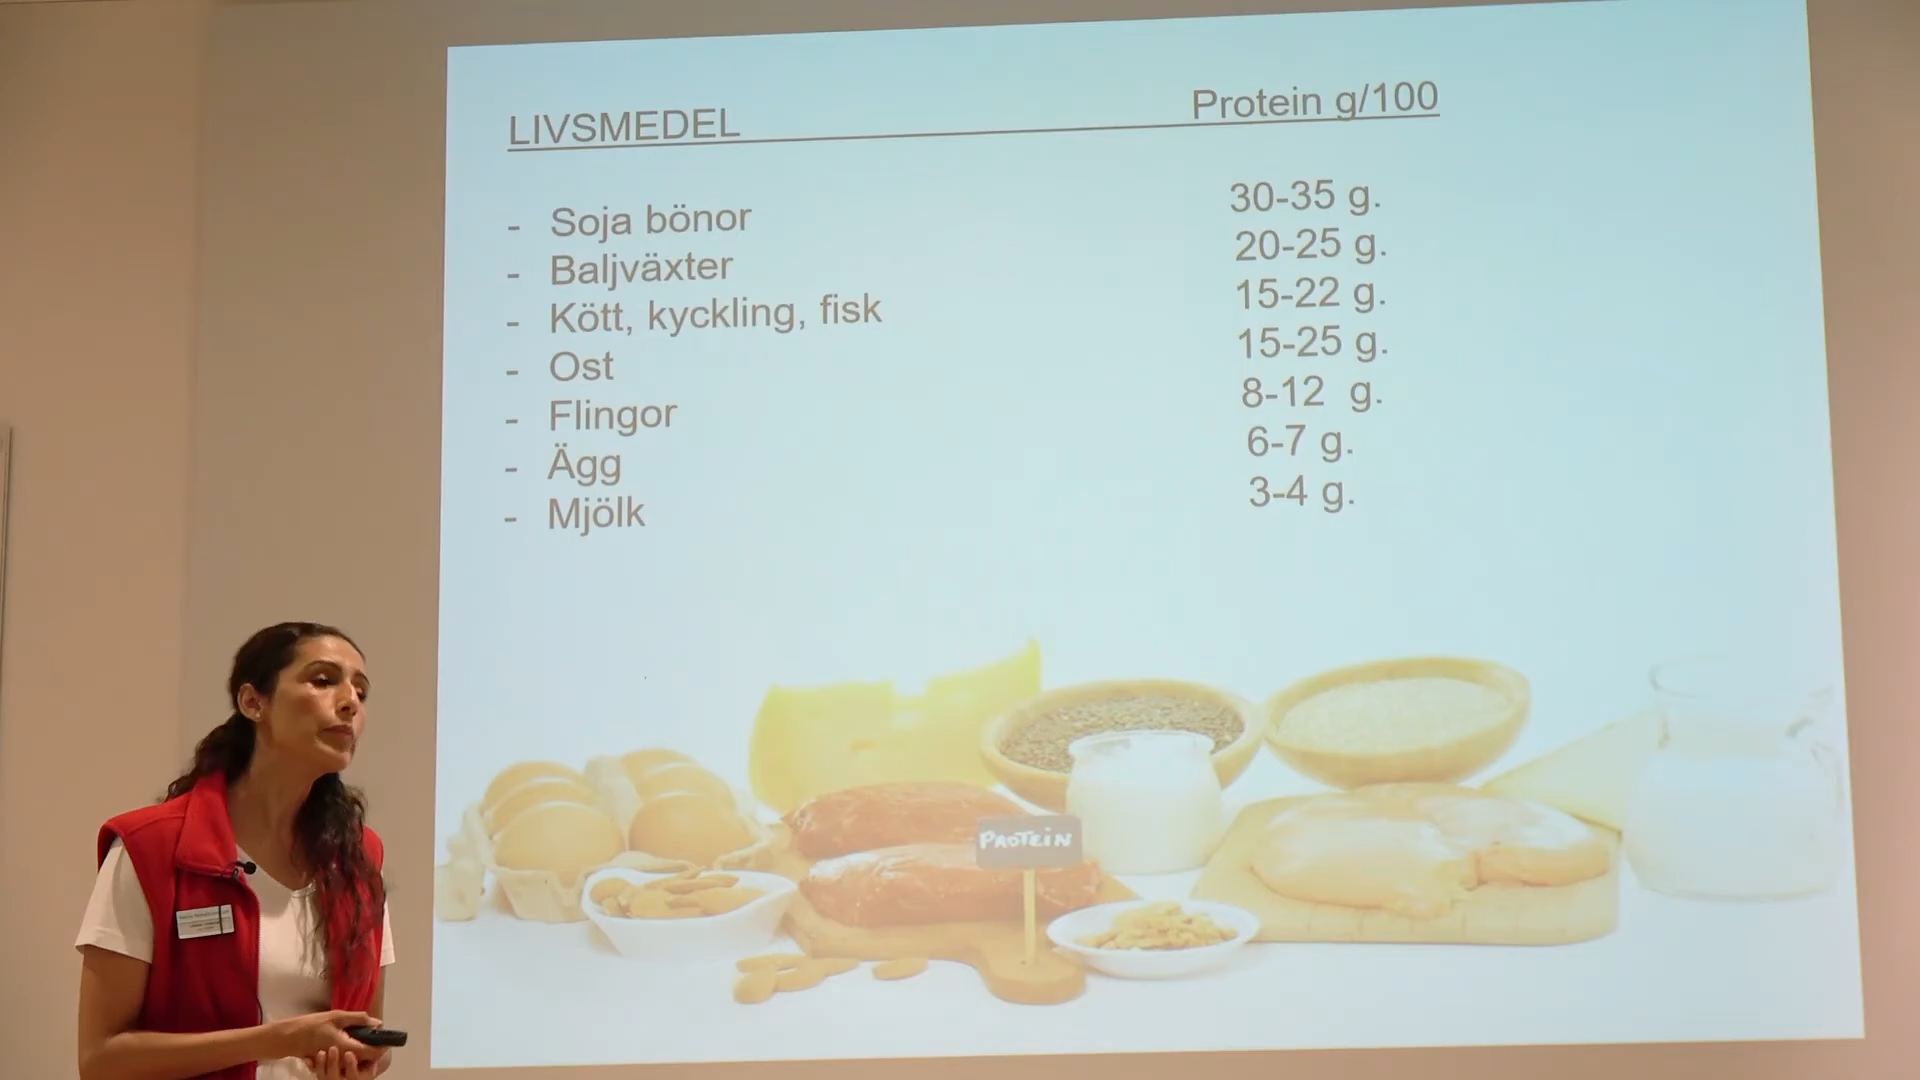 LIVSMEDEL Protein g/100
- Soja bönor 30-35 g.
- Baljväxter 20-25 g.
- Kött, kyckling, fisk 15-22 g.
- Ost 15-25 g.
- Flingor 8-12 g.
- Ägg 6-7 g.
- Mjölk 3-4 g.
PROTEiN